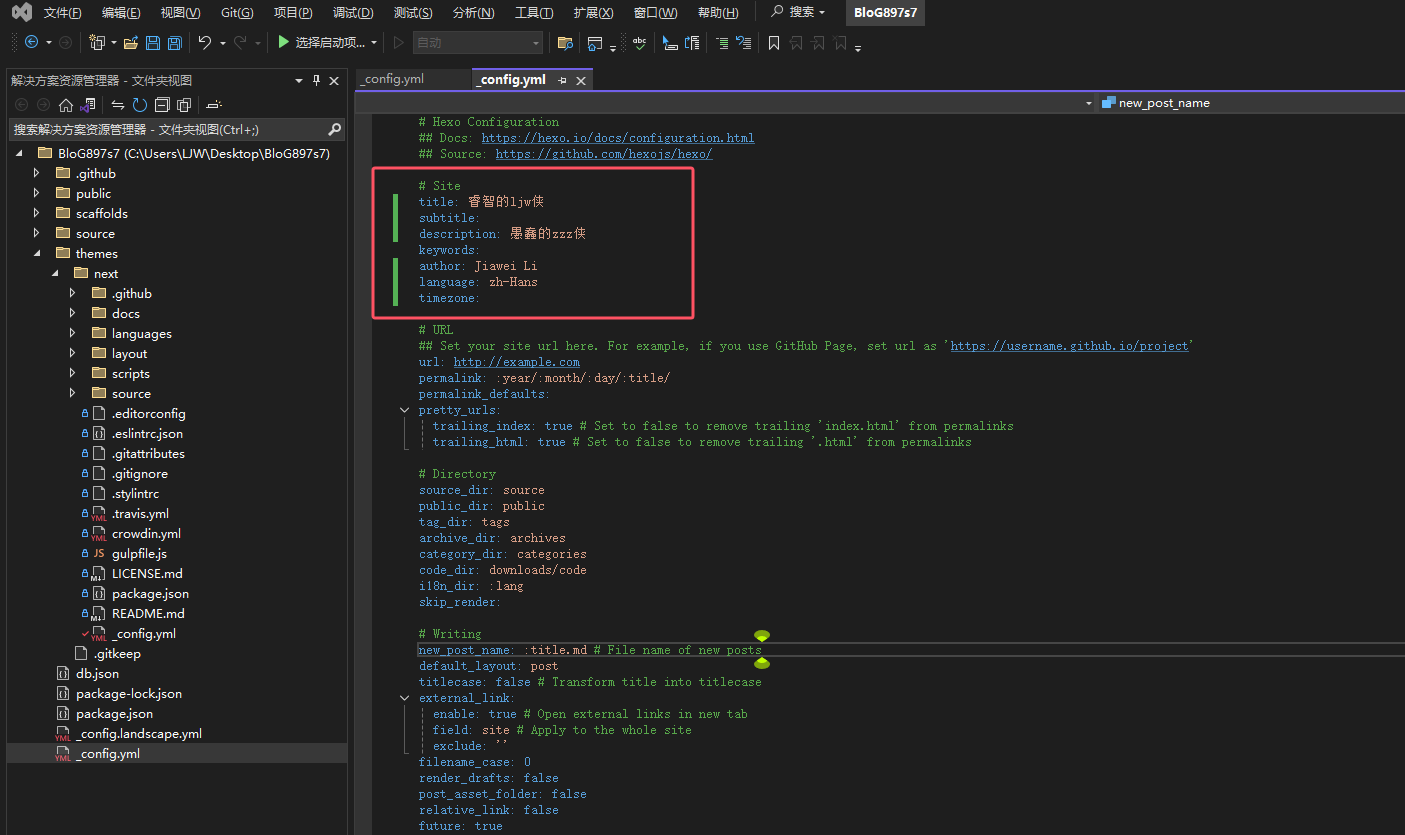 文件(F) 编辑(E) 视图(V) Git(G) 项目(P) 调试(D) 测试(S) 分析(N) 工具(T) 扩展(X) 窗口(W) 帮助(H) 搜索 BloG897s7
选择启动项... 自动
解决方案资源管理器 - 文件夹视图
搜索解决方案资源管理器 - 文件夹视图(Ctrl+;)
BloG897s7 (C:\Users\LJW\Desktop\BloG897s7)
.github
public
scaffolds
source
themes
next
.github
docs
languages
layout
scripts
source
.editorconfig
.eslintrc.json
.gitattributes
.gitignore
.stylintrc
.travis.yml
crowdin.yml
gulpfile.js
LICENSE.md
package.json
README.md
_config.yml
.gitkeep
db.json
package-lock.json
package.json
_config.landscape.yml
_config.yml
_config.yml
_config.yml
new_post_name
# Hexo Configuration
## Docs: https://hexo.io/docs/configuration.html
## Source: https://github.com/hexojs/hexo/
# Site
title: 睿智的ljw侠
subtitle:
description: 愚蠢的zzz侠
keywords:
author: Jiawei Li
language: zh-Hans
timezone:
# URL
## Set your site url here. For example, if you use GitHub Page, set url as 'https://username.github.io/project'
url: http://example.com
permalink: :year/:month/:day/:title/
permalink_defaults:
pretty_urls:
trailing_index: true # Set to false to remove trailing 'index.html' from permalinks
trailing_html: true # Set to false to remove trailing '.html' from permalinks
# Directory
source_dir: source
public_dir: public
tag_dir: tags
archive_dir: archives
category_dir: categories
code_dir: downloads/code
i18n_dir: :lang
skip_render:
# Writing
new_post_name: :title.md # File name of new posts
default_layout: post
titlecase: false # Transform title into titlecase
external_link:
enable: true # Open external links in new tab
field: site # Apply to the whole site
exclude: ''
filename_case: 0
render_drafts: false
post_asset_folder: false
relative_link: false
future: true